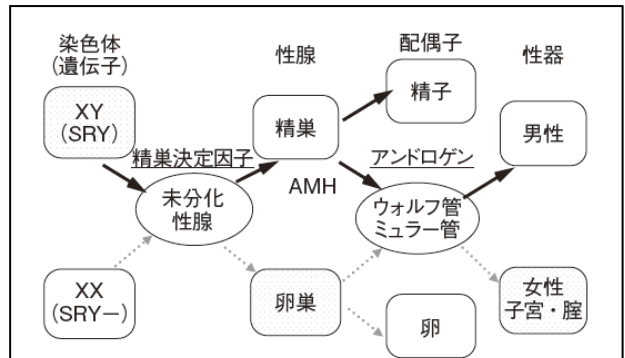 染色体
(遺伝子)
性腺
配偶子
性器
XY
(SRY)
精巣
精子
男性
精巣決定因子
アンドロゲン
AMH
未分化
性腺
ウォルフ管
ミュラー管
XX
(SRY−)
卵巣
卵
女性
子宮・腟